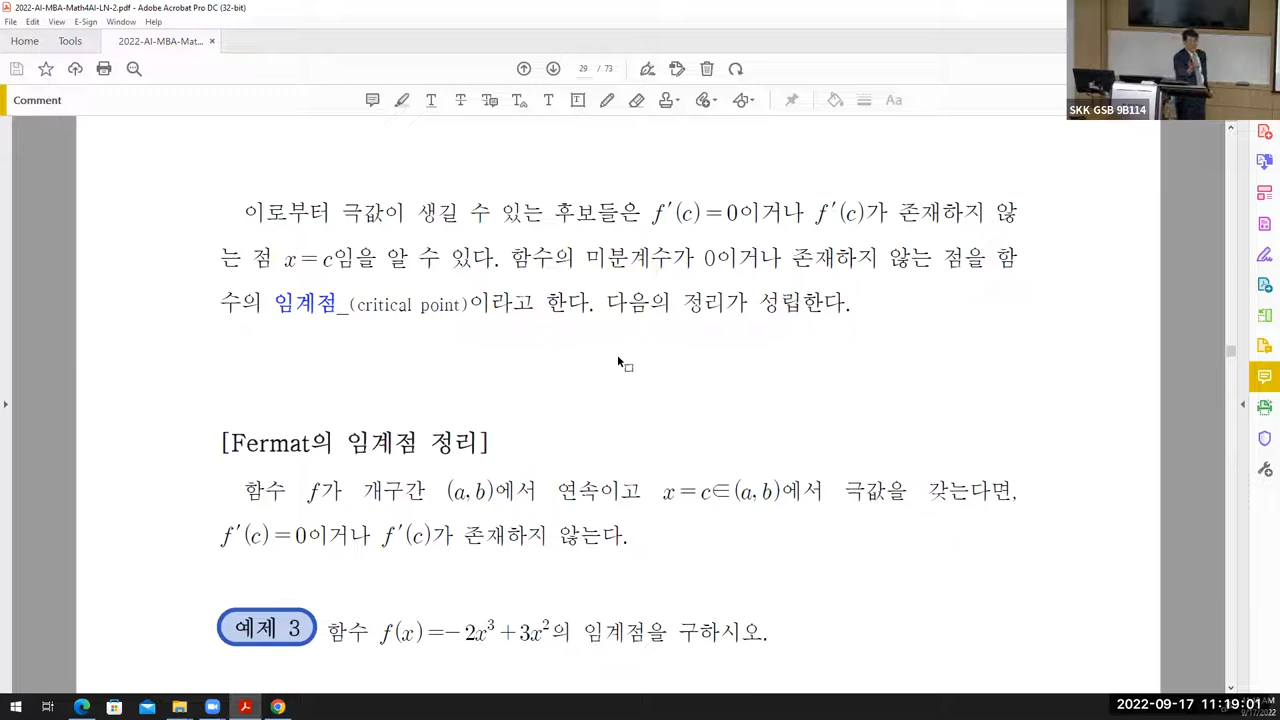 2022-AI-MBA-Math4AI-LN-2.pdf - Adobe Acrobat Pro DC (32-bit)
File Edit View E-Sign Window Help
Home Tools 2022-AI-MBA-Mat... ×
29 / 73
Comment
SKK GSB 9B114
이로부터 극값이 생길 수 있는 후보들은 f′(c)=0이거나 f′(c)가 존재하지 않
는 점 x=c임을 알 수 있다. 함수의 미분계수가 0이거나 존재하지 않는 점을 함
수의 임계점_(critical point)이라고 한다. 다음의 정리가 성립한다.
[Fermat의 임계점 정리]
함수 f가 개구간 (a, b)에서 연속이고 x=c∈(a, b)에서 극값을 갖는다면,
f′(c)=0이거나 f′(c)가 존재하지 않는다.
예제 3 함수 f(x)=-2x³+3x²의 임계점을 구하시오.
2022-09-17 11:19:01